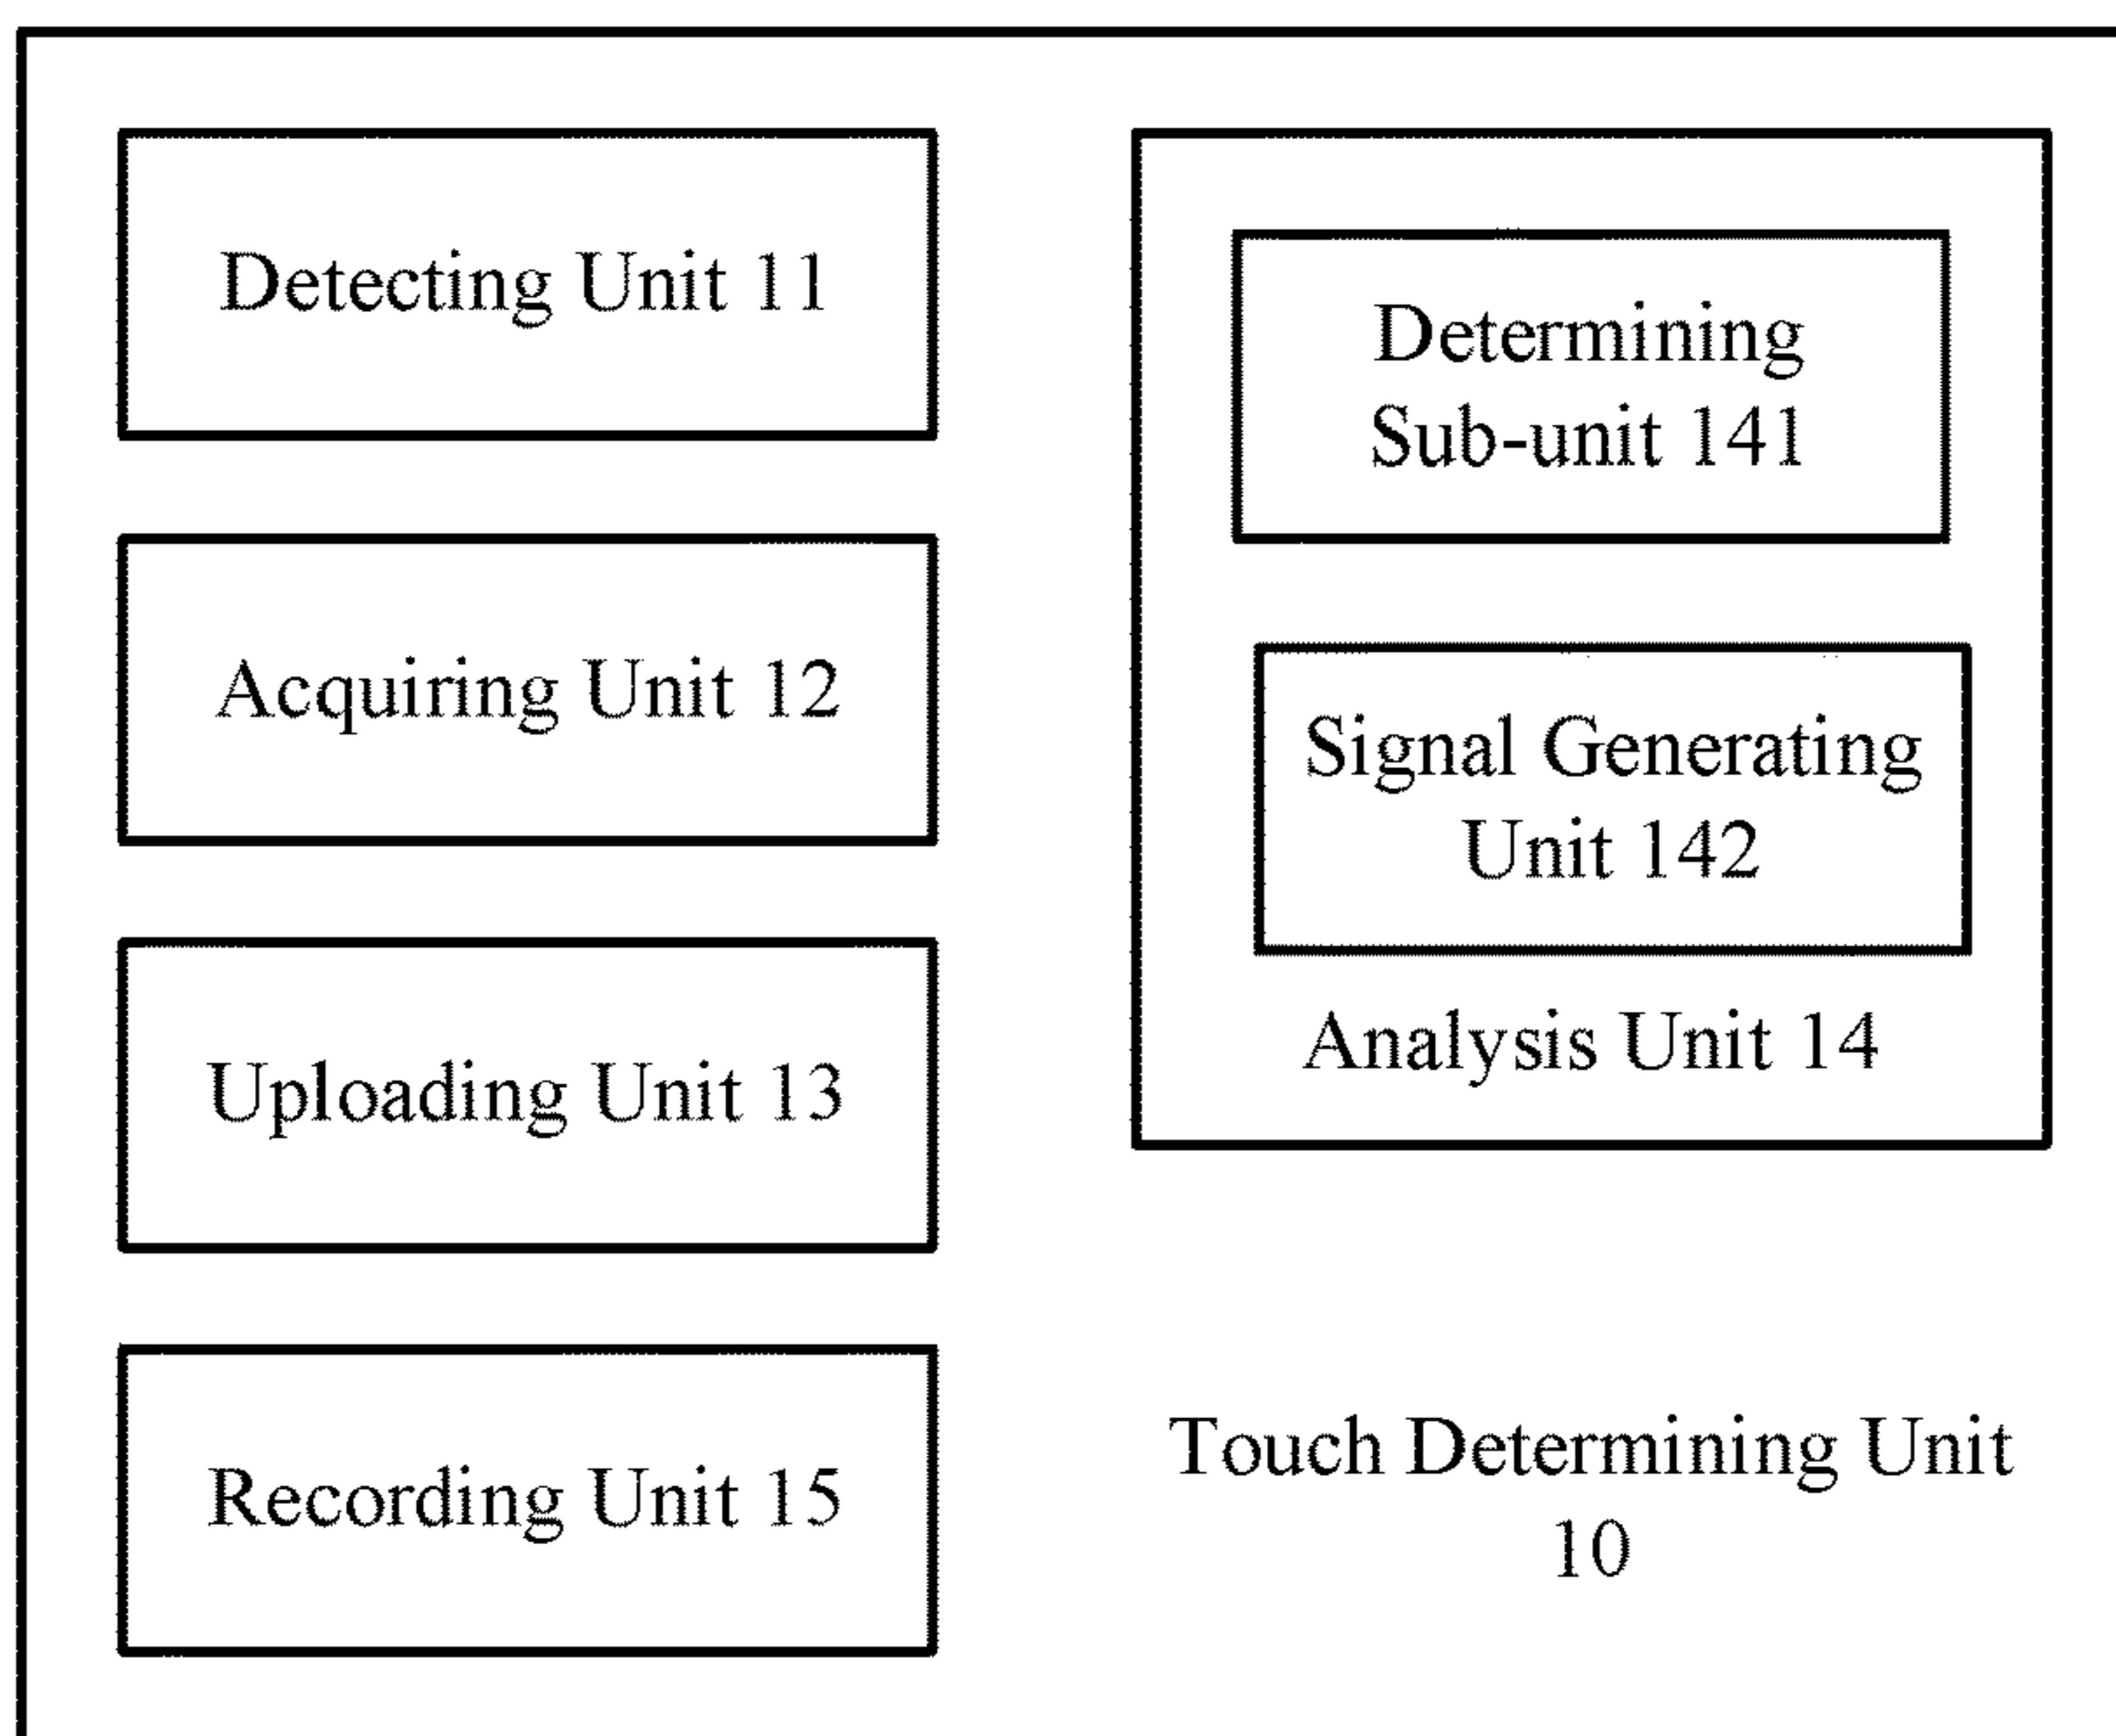 Detecting Unit 11
Acquiring Unit 12
Uploading Unit 13
Recording Unit 15
Determining
Sub-unit 141
Signal Generating
Unit 142
Analysis Unit 14
Touch Determining Unit
10